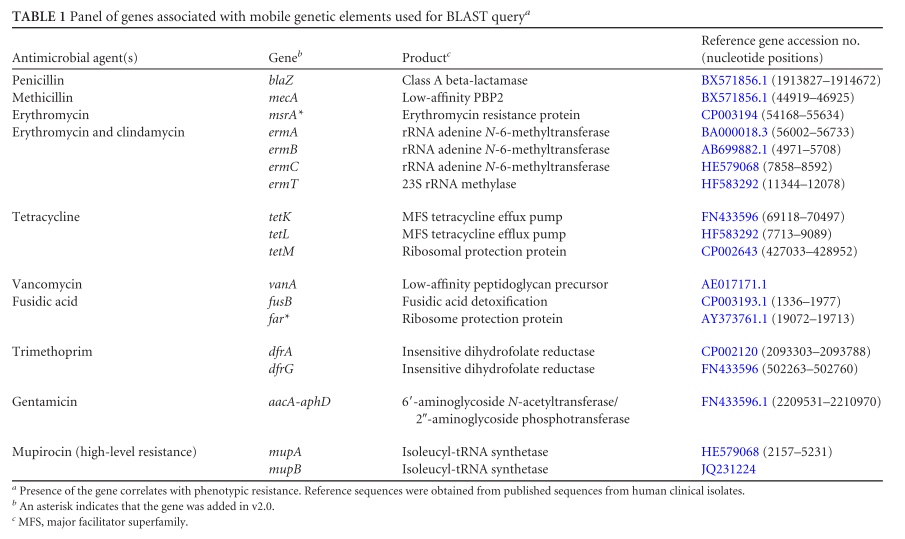 TABLE 1 Panel of genes associated with mobile genetic elements used for BLAST queryᵃ
Reference gene accession no.
Antimicrobial agent(s) Geneᵇ Productᶜ (nucleotide positions)
Penicillin blaZ Class A beta-lactamase BX571856.1 (1913827–1914672)
Methicillin mecA Low-affinity PBP2 BX571856.1 (44919–46925)
Erythromycin msrA* Erythromycin resistance protein CP003194 (54168–55634)
Erythromycin and clindamycin ermA rRNA adenine N-6-methyltransferase BA000018.3 (56002–56733)
ermB rRNA adenine N-6-methyltransferase AB699882.1 (4971–5708)
ermC rRNA adenine N-6-methyltransferase HE579068 (7858–8592)
ermT 23S rRNA methylase HF583292 (11344–12078)
Tetracycline tetK MFS tetracycline effux pump FN433596 (69118–70497)
tetL MFS tetracycline efflux pump HF583292 (7713–9089)
tetM Ribosomal protection protein CP002643 (427033–428952)
Vancomycin vanA Low-affinity peptidoglycan precursor AE017171.1
Fusidic acid fusB Fusidic acid detoxification CP003193.1 (1336–1977)
far* Ribosome protection protein AY373761.1 (19072–19713)
Trimethoprim dfrA Insensitive dihydrofolate reductase CP002120 (2093303–2093788)
dfrG Insensitive dihydrofolate reductase FN433596 (502263–502760)
Gentamicin aacA-aphD 6′-aminoglycoside N-acetyltransferase/ FN433596.1 (2209531–2210970)
2″-aminoglycoside phosphotransferase
Mupirocin (high-level resistance) mupA Isoleucyl-tRNA synthetase HE579068 (2157–5231)
mupB Isoleucyl-tRNA synthetase JQ231224
ᵃ Presence of the gene correlates with phenotypic resistance. Reference sequences were obtained from published sequences from human clinical isolates.
ᵇ An asterisk indicates that the gene was added in v2.0.
ᶜ MFS, major facilitator superfamily.